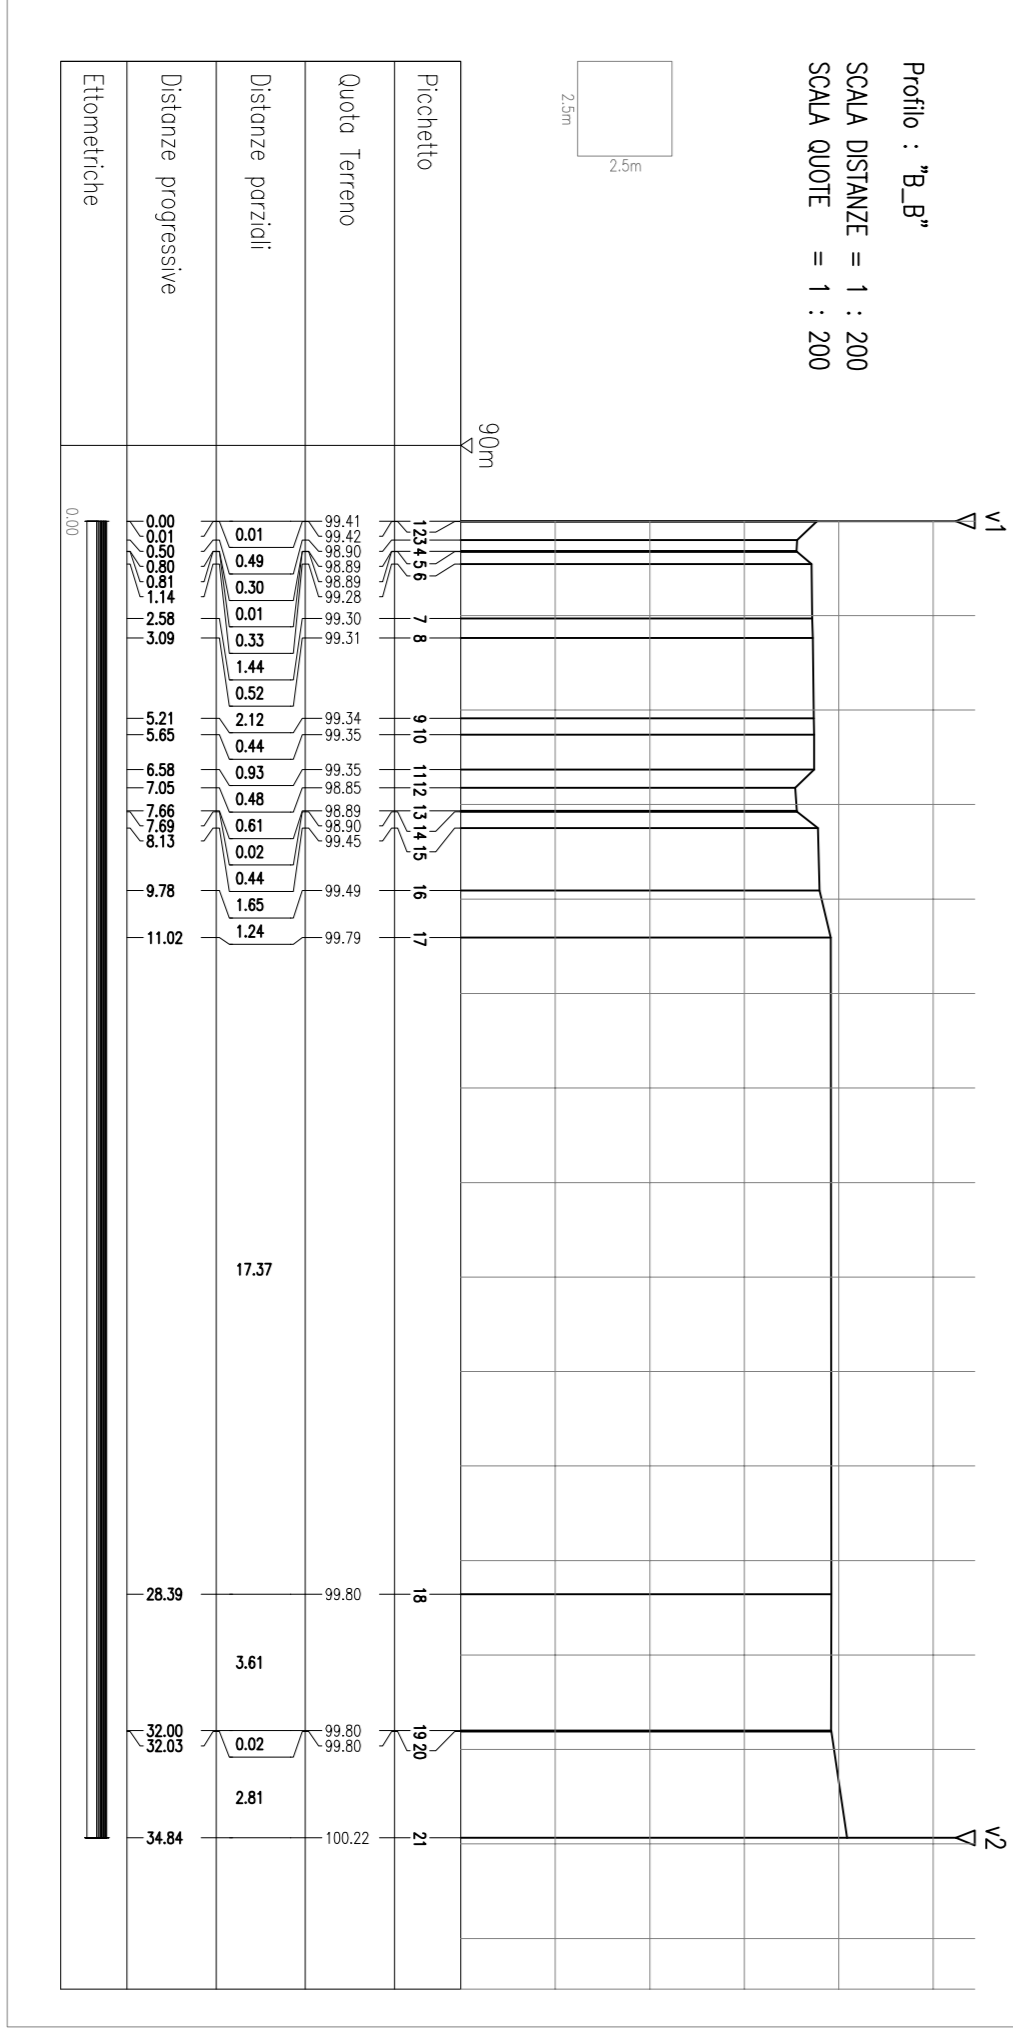 Profilo : "B_B"
SCALA DISTANZE = 1 : 200
SCALA QUOTE = 1 : 200
2.5m
2.5m
v1
v2
90m
Picchetto
1 2 3 4 5 6 7 8 9 10 11 12 13 14 15 16 17 18 19 20 21
Quota Terreno
99.41 99.42 98.90 98.89 98.89 99.28 99.30 99.31 99.34 99.35 99.35 98.85 98.89 98.90 99.45 99.49 99.79 99.80 99.80 99.80 100.22
Distanze parziali
0.01 0.49 0.30 0.01 0.33 1.44 0.52 2.12 0.44 0.93 0.48 0.61 0.02 0.44 1.65 1.24 17.37 3.61 0.02 2.81
Distanze progressive
0.00 0.01 0.50 0.80 0.81 1.14 2.58 3.09 5.21 5.65 6.58 7.05 7.66 7.69 8.13 9.78 11.02 28.39 32.00 32.03 34.84
Ettometriche
0.00